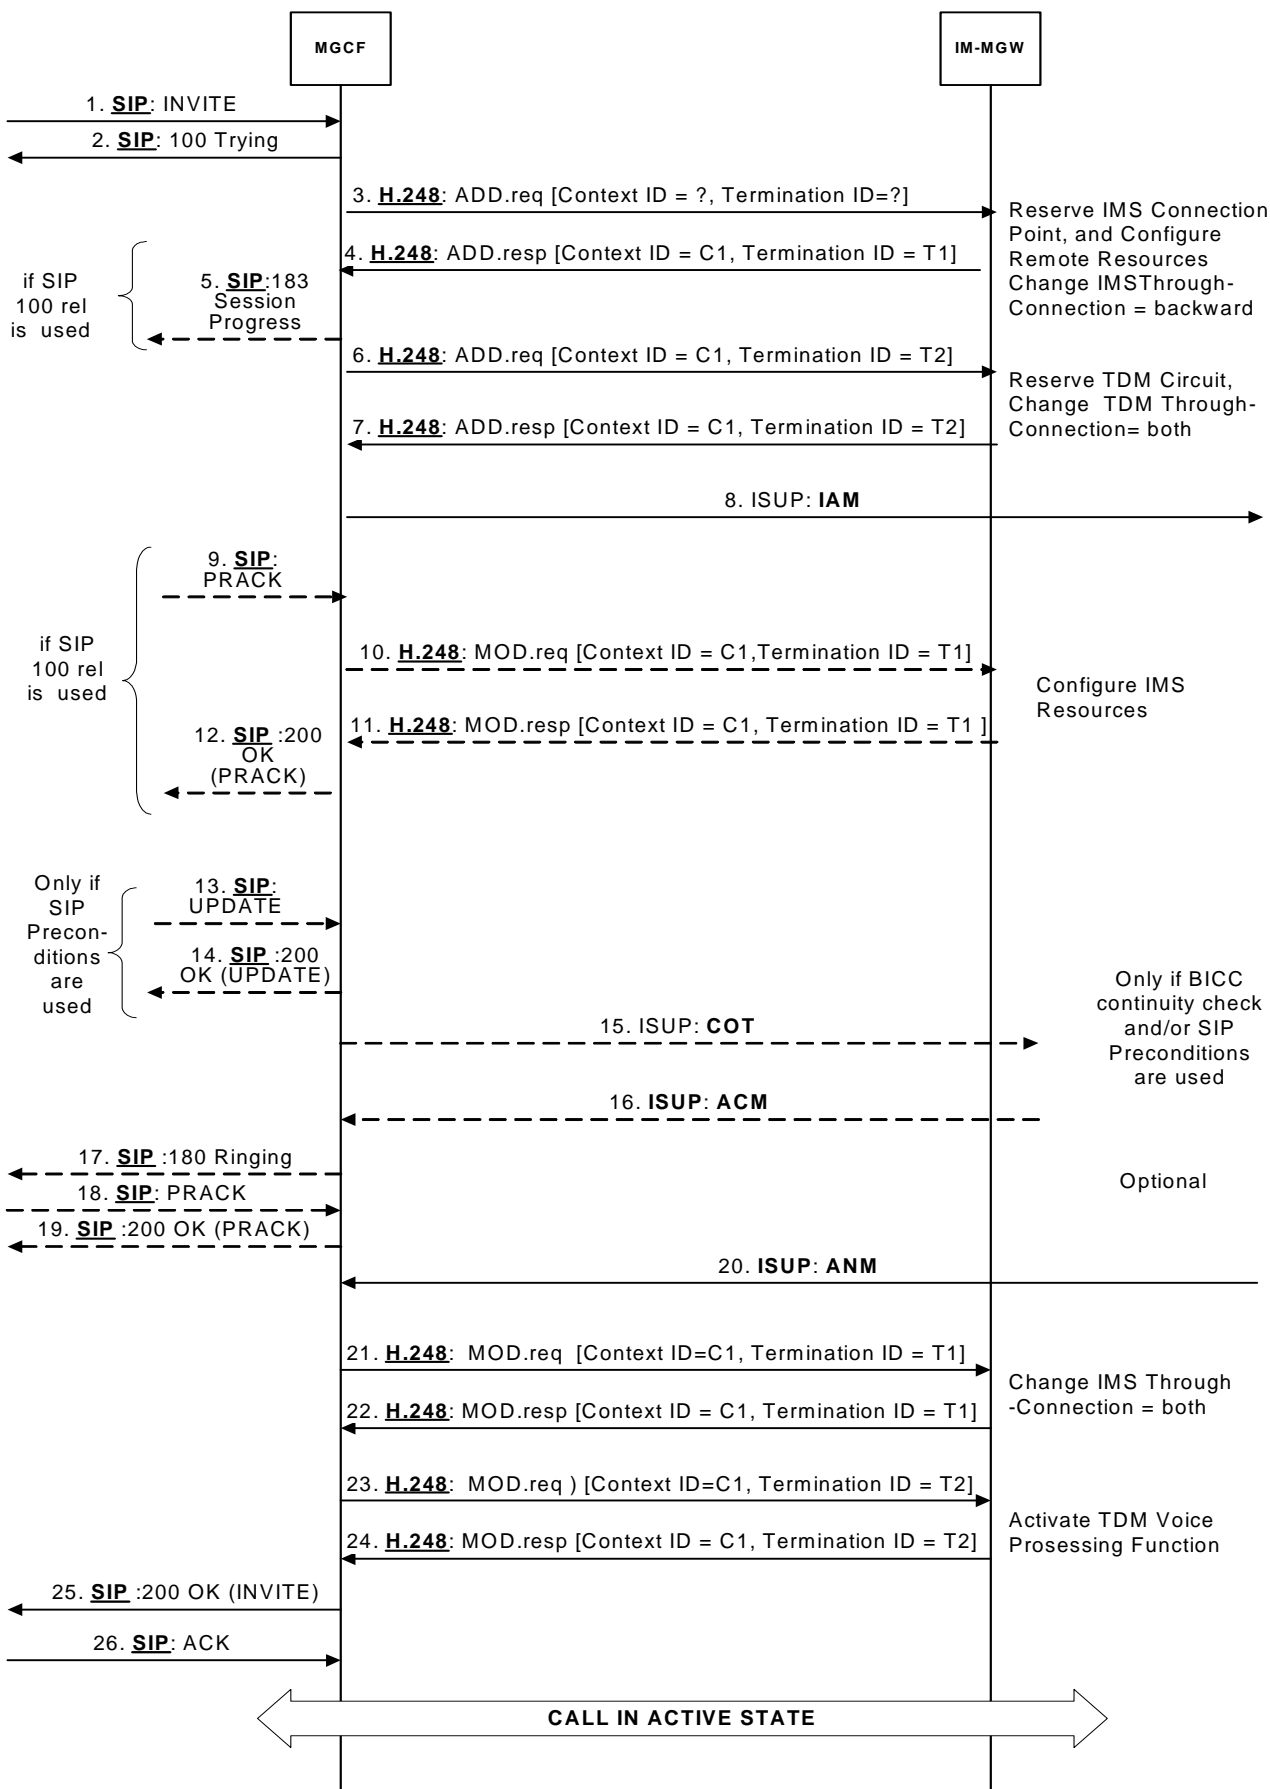 MGCF
IM-MGW
1. SIP: INVITE
2. SIP: 100 Trying
3. H.248: ADD.req [Context ID = ?, Termination ID=?]
Reserve IMS Connection
Point, and Configure
Remote Resources
Change IMSThrough-
Connection = backward
4. H.248: ADD.resp [Context ID = C1, Termination ID = T1]
if SIP
100 rel
is used
5. SIP:183
Session
Progress
6. H.248: ADD.req [Context ID = C1, Termination ID = T2]
Reserve TDM Circuit,
Change TDM Through-
Connection= both
7. H.248: ADD.resp [Context ID = C1, Termination ID = T2]
8. ISUP: IAM
9. SIP:
PRACK
if SIP
100 rel
is used
10. H.248: MOD.req [Context ID = C1,Termination ID = T1]
Configure IMS
Resources
11. H.248: MOD.resp [Context ID = C1, Termination ID = T1 ]
12. SIP :200
OK
(PRACK)
Only if
SIP
Precon-
ditions
are
used
13. SIP:
UPDATE
14. SIP :200
OK (UPDATE)
15. ISUP: COT
Only if BICC
continuity check
and/or SIP
Preconditions
are used
16. ISUP: ACM
17. SIP :180 Ringing
18. SIP: PRACK
Optional
19. SIP :200 OK (PRACK)
20. ISUP: ANM
21. H.248: MOD.req [Context ID=C1, Termination ID = T1]
Change IMS Through
-Connection = both
22. H.248: MOD.resp [Context ID = C1, Termination ID = T1]
23. H.248: MOD.req ) [Context ID=C1, Termination ID = T2]
Activate TDM Voice
Prosessing Function
24. H.248: MOD.resp [Context ID = C1, Termination ID = T2]
25. SIP :200 OK (INVITE)
26. SIP: ACK
CALL IN ACTIVE STATE